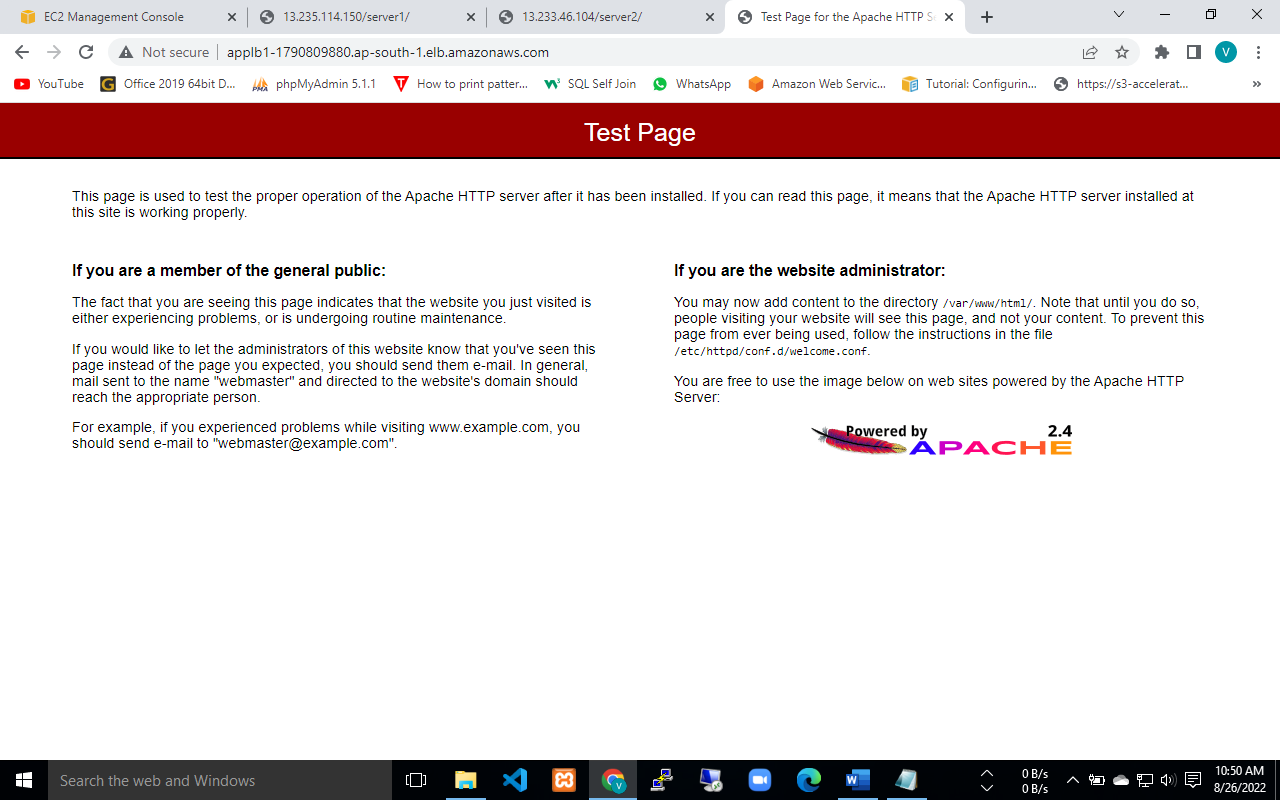 EC2 Management Console
13.235.114.150/server1/
13.233.46.104/server2/
Test Page for the Apache HTTP S
Not secure
applb1-1790809880.ap-south-1.elb.amazonaws.com
V
YouTube
Office 2019 64bit D...
phpMyAdmin 5.1.1
How to print patter...
SQL Self Join
WhatsApp
Amazon Web Servic...
Tutorial: Configurin...
https://s3-accelerat...
»
Test Page
This page is used to test the proper operation of the Apache HTTP server after it has been installed. If you can read this page, it means that the Apache HTTP server installed at
this site is working properly.
If you are a member of the general public:
The fact that you are seeing this page indicates that the website you just visited is
either experiencing problems, or is undergoing routine maintenance.
If you would like to let the administrators of this website know that you've seen this
page instead of the page you expected, you should send them e-mail. In general,
mail sent to the name "webmaster" and directed to the website's domain should
reach the appropriate person.
For example, if you experienced problems while visiting www.example.com, you
should send e-mail to "webmaster@example.com".
If you are the website administrator:
You may now add content to the directory /var/www/html/. Note that until you do so,
people visiting your website will see this page, and not your content. To prevent this
page from ever being used, follow the instructions in the file
/etc/httpd/conf.d/welcome.conf.
You are free to use the image below on web sites powered by the Apache HTTP
Server:
Powered by 2.4
APACHE
Search the web and Windows
0 B/s
0 B/s
10:50 AM
8/26/2022